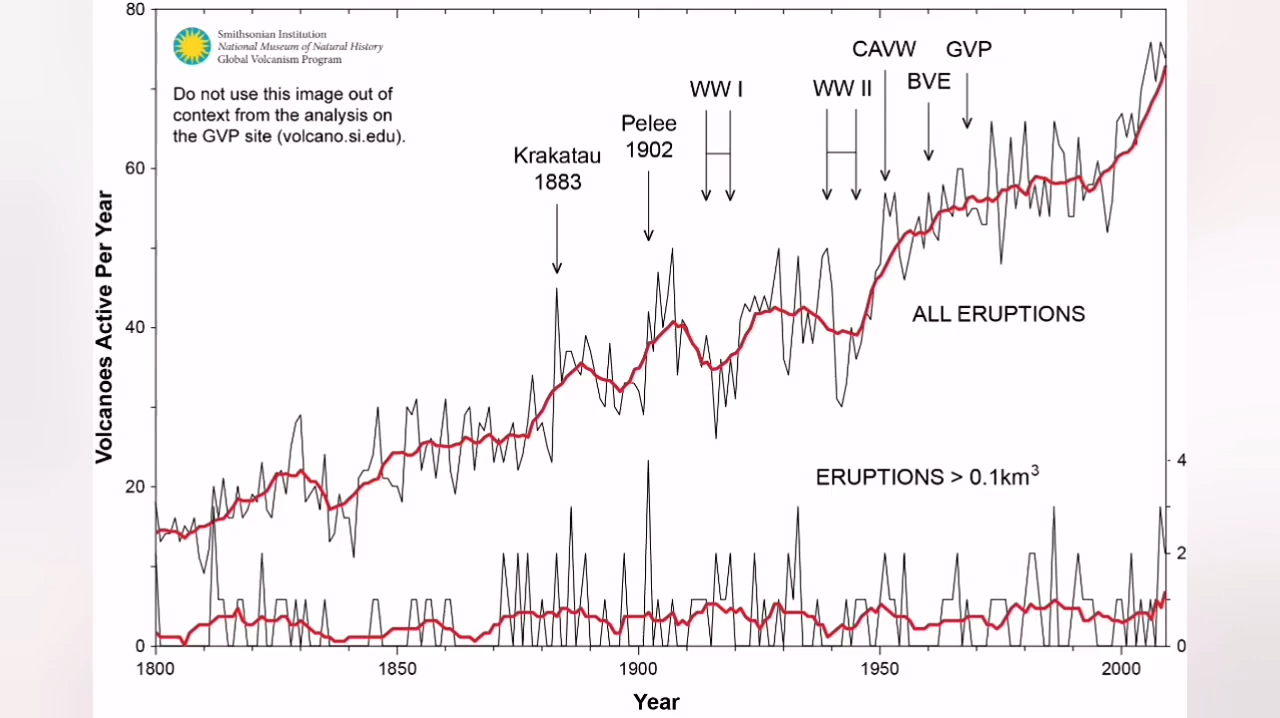 80
Smithsonian Institution
National Museum of Natural History
Global Volcanism Program
Do not use this image out of
context from the analysis on
the GVP site (volcano.si.edu).
CAVW
GVP
BVE
WW I
WW II
Pelee
1902
Krakatau
1883
60
Volcanoes Active Per Year
40
ALL ERUPTIONS
ERUPTIONS > 0.1km³
4
20
2
0
0
1800
1850
1900
1950
2000
Year